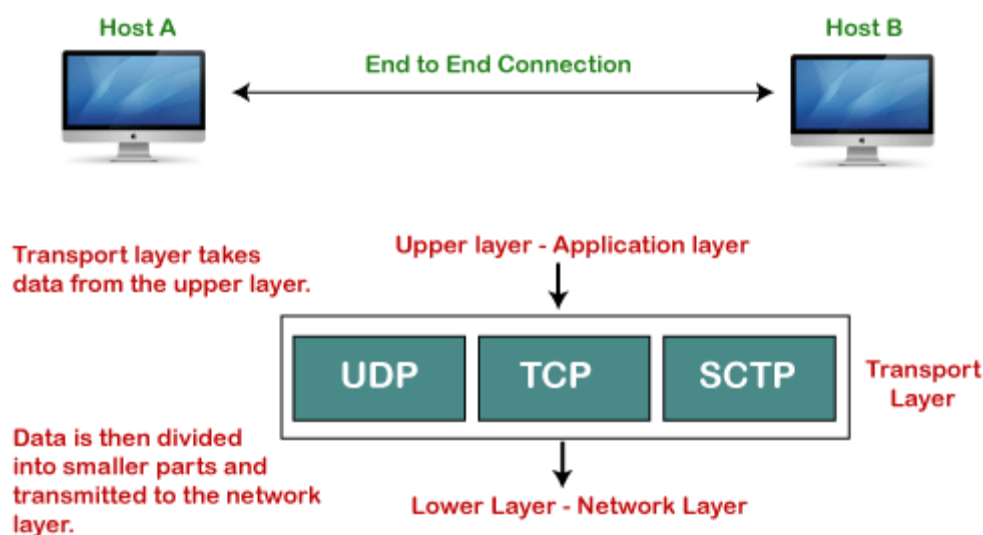 Host A
Host B
End to End Connection
Transport layer takes
data from the upper layer.
Upper layer - Application layer
UDP
TCP
SCTP
Transport
Layer
Data is then divided
into smaller parts and
transmitted to the network
layer.
Lower Layer - Network Layer